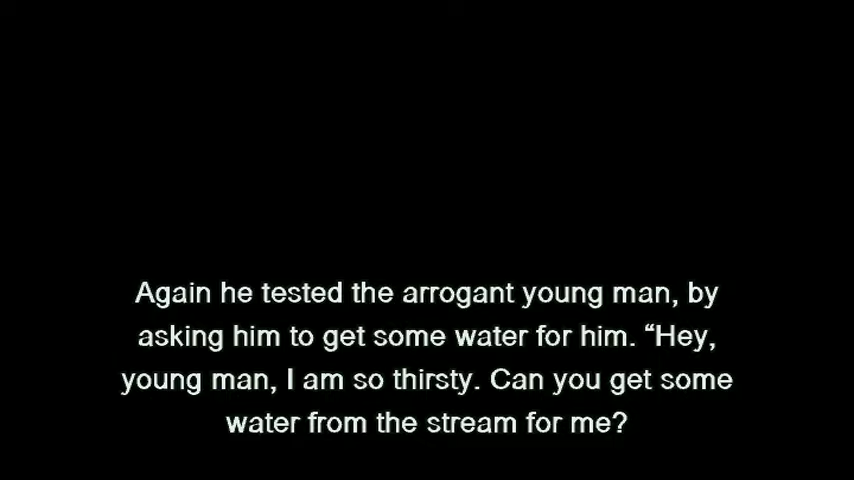 Again he tested the arrogant young man, by
asking him to get some water for him. “Hey,
young man, I am so thirsty. Can you get some
water from the stream for me?